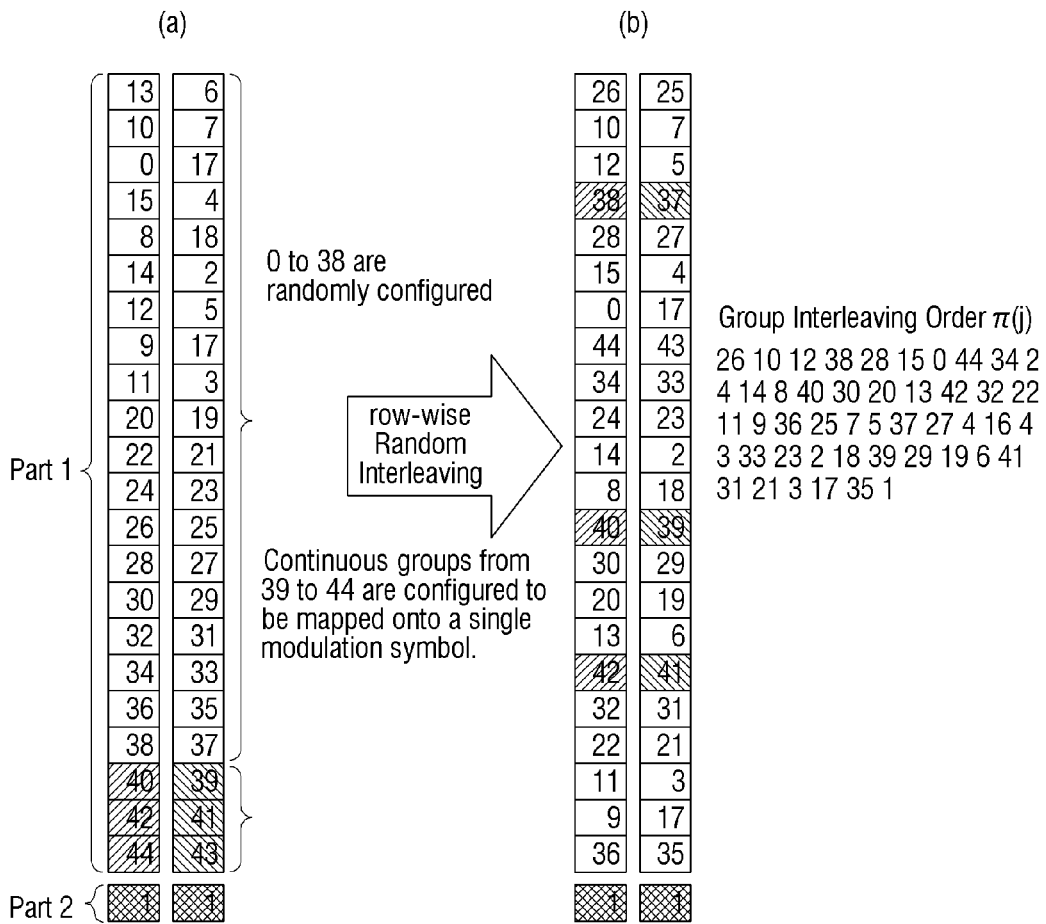 (a)
(b)
13 6
10 7
0 17
15 4
8 18
14 2
12 5
9 17
11 3
20 19
22 21
24 23
26 25
28 27
30 29
32 31
34 33
36 35
38 37
40 39
42 41
44 43
1 1
Part 1
Part 2
0 to 38 are
randomly configured
row-wise
Random
Interleaving
Continuous groups from
39 to 44 are configured to
be mapped onto a single
modulation symbol.
26 25
10 7
12 5
38 37
28 27
15 4
0 17
44 43
34 33
24 23
14 2
8 18
40 39
30 29
20 19
13 6
42 41
32 31
22 21
11 3
9 17
36 35
1 1
Group Interleaving Order π(j)
26 10 12 38 28 15 0 44 34 2
4 14 8 40 30 20 13 42 32 22
11 9 36 25 7 5 37 27 4 16 4
3 33 23 2 18 39 29 19 6 41
31 21 3 17 35 1